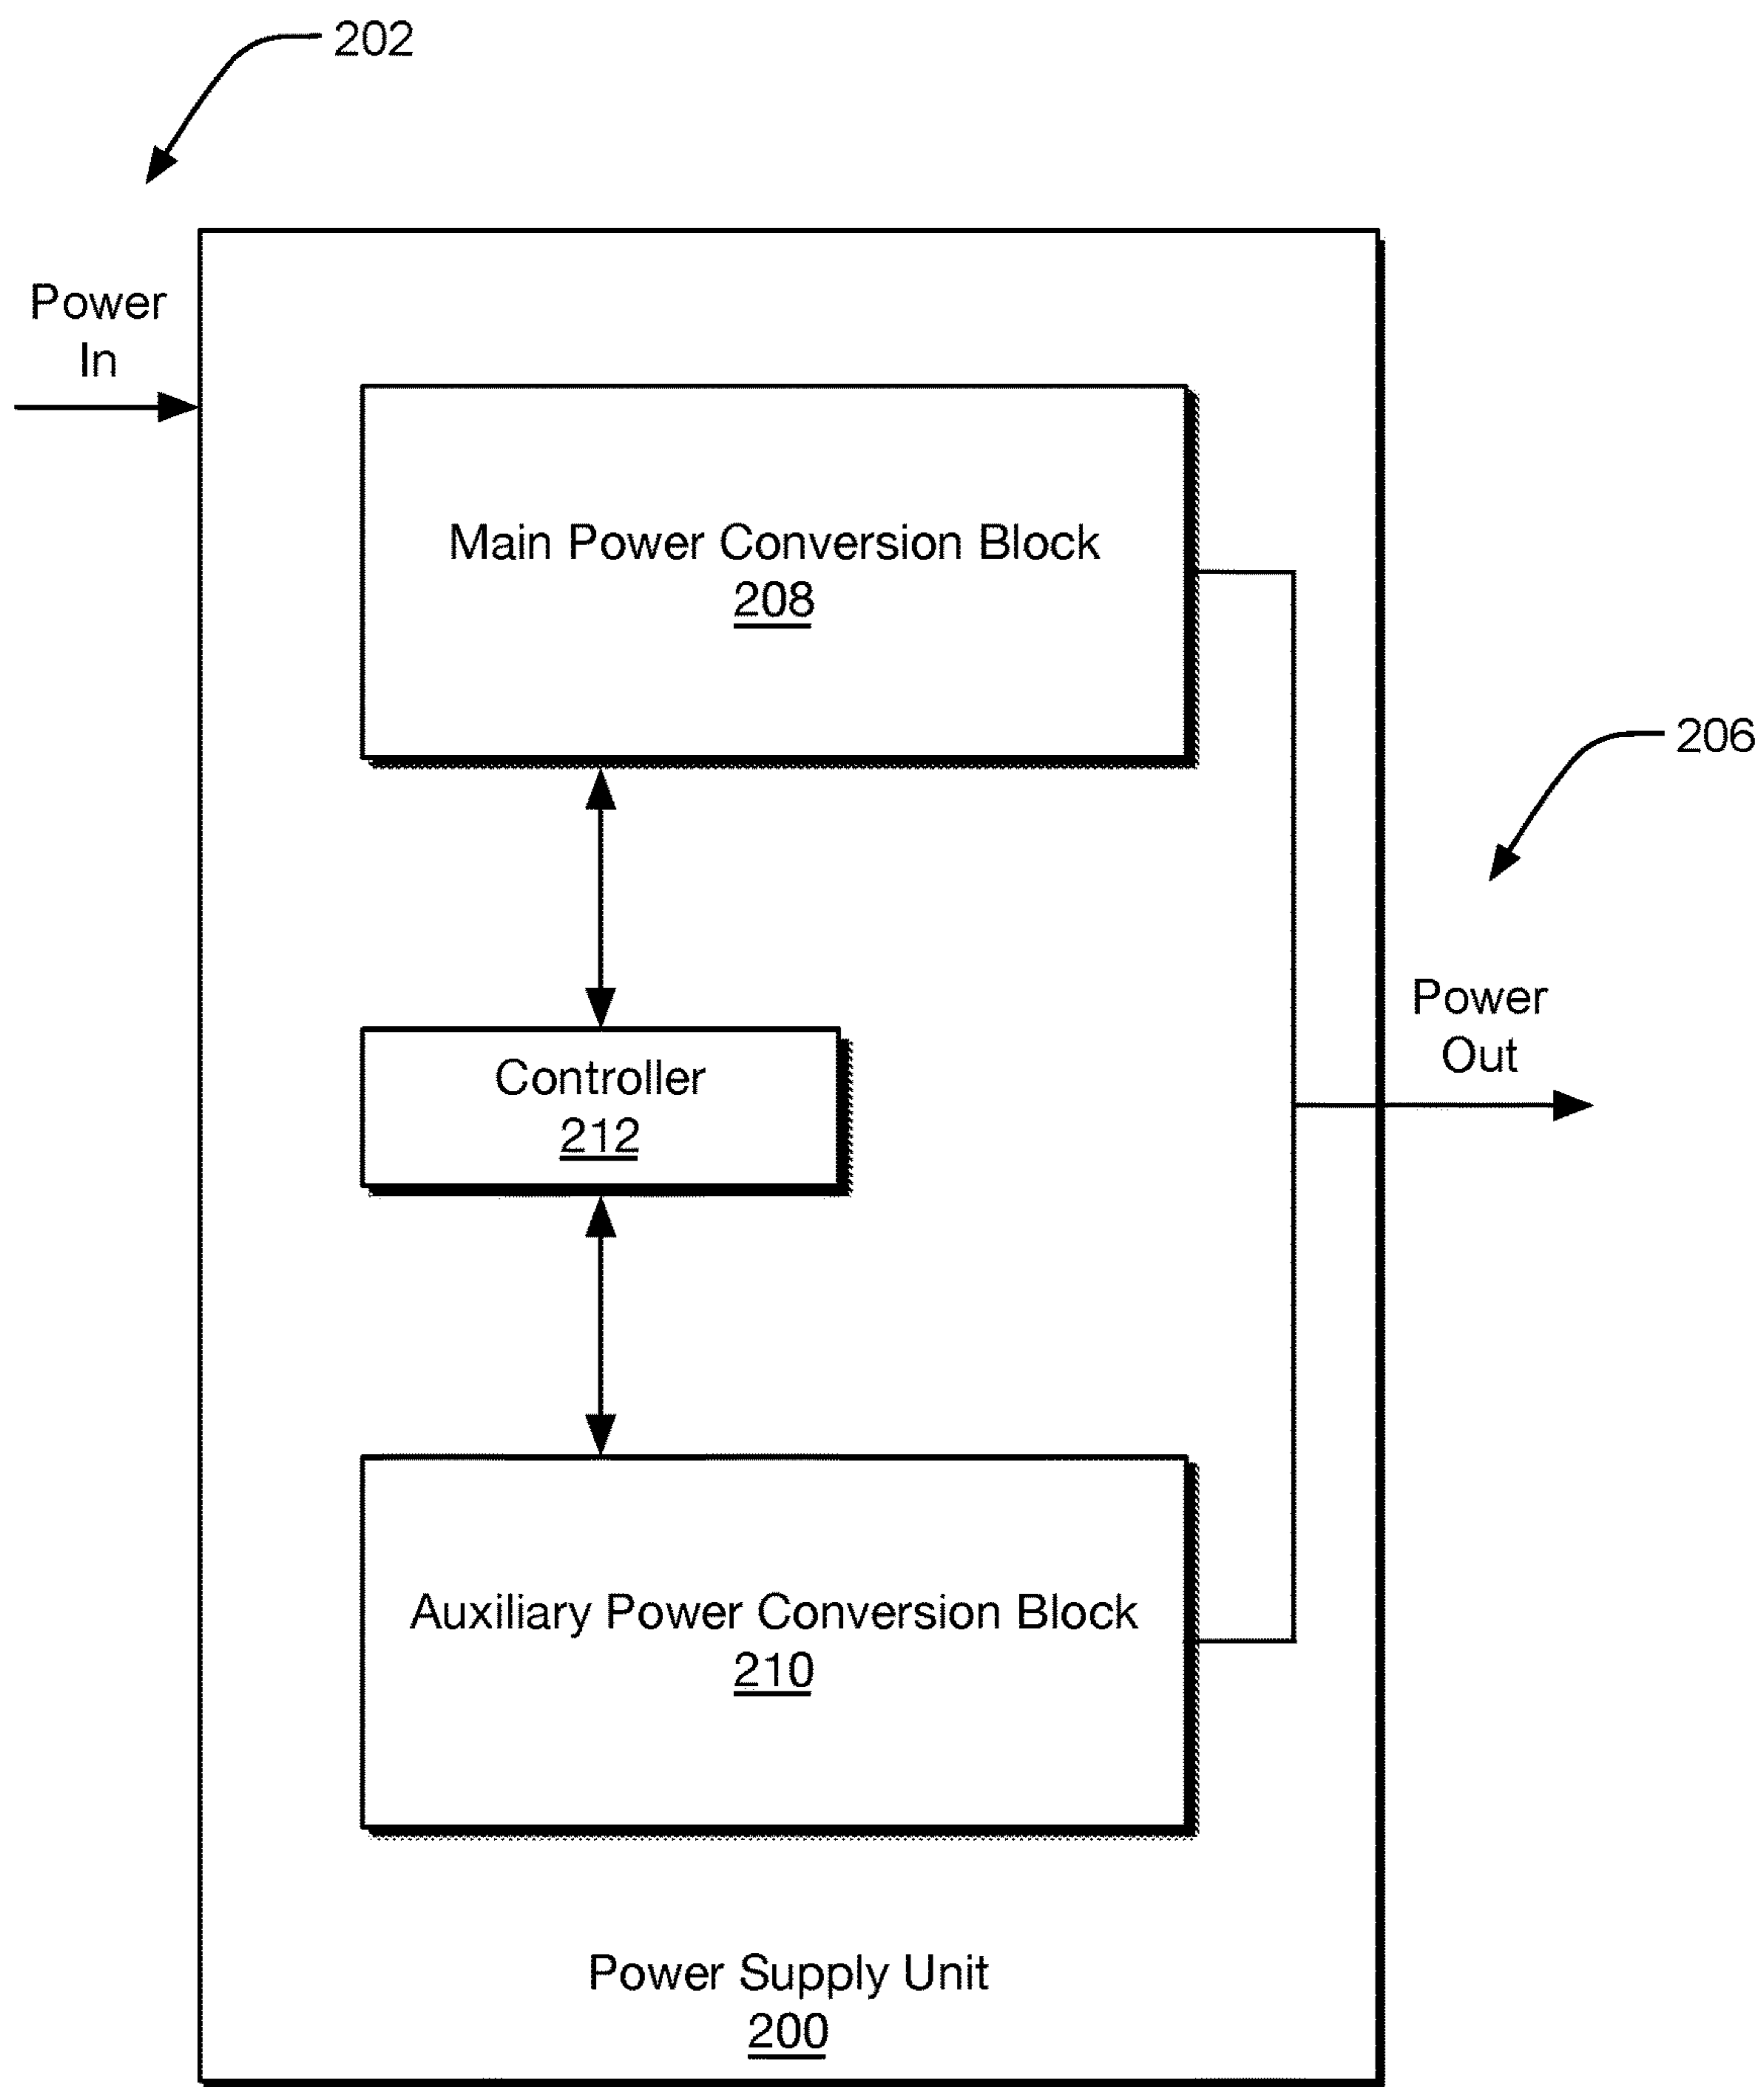 202
Power
In
Main Power Conversion Block
208
206
Power
Out
Controller
212
Auxiliary Power Conversion Block
210
Power Supply Unit
200